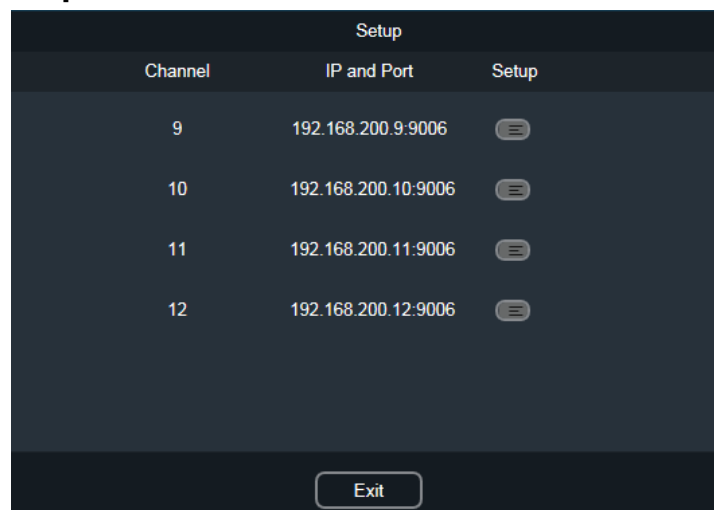 Setup
Channel IP and Port Setup
9 192.168.200.9:9006
10 192.168.200.10:9006
11 192.168.200.11:9006
12 192.168.200.12:9006
Exit